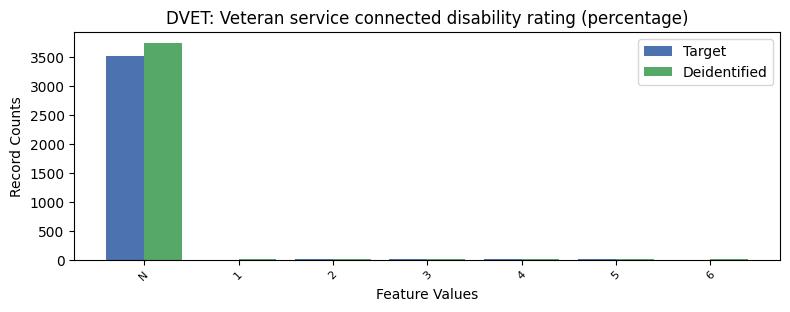 DVET: Veteran service connected disability rating (percentage)
Target
Deidentified
Record Counts
3500
3000
2500
2000
1500
1000
500
0
N 1 2 3 4 5 6
Feature Values